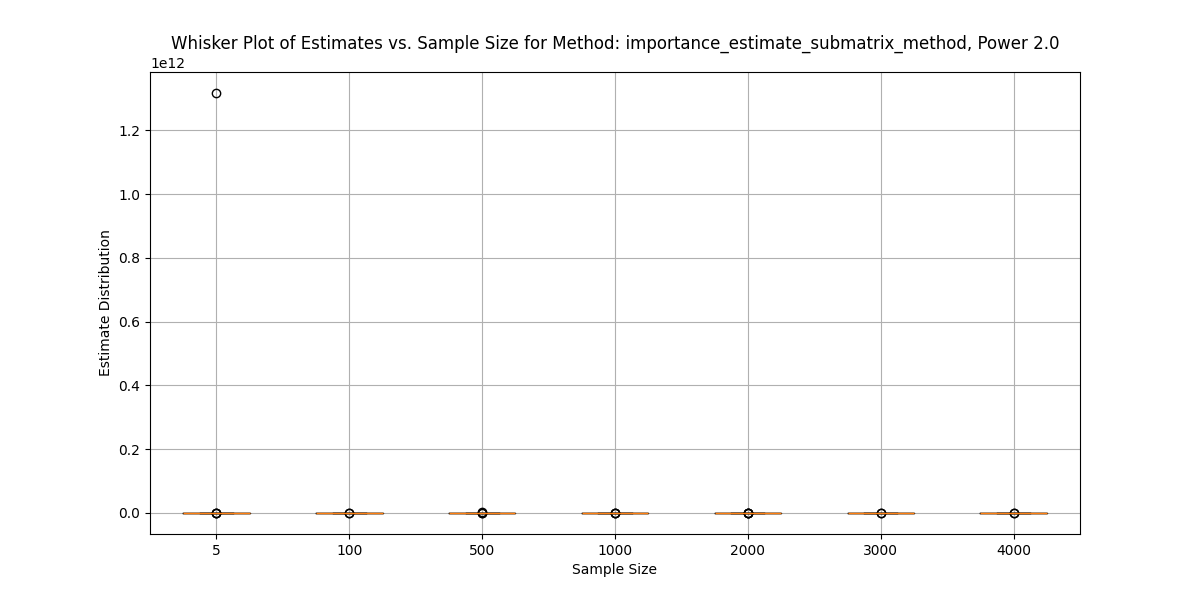 Whisker Plot of Estimates vs. Sample Size for Method: importance_estimate_submatrix_method, Power 2.0
1e12
1.2
1.0
0.8
0.6
0.4
0.2
0.0
Estimate Distribution
5 100 500 1000 2000 3000 4000
Sample Size